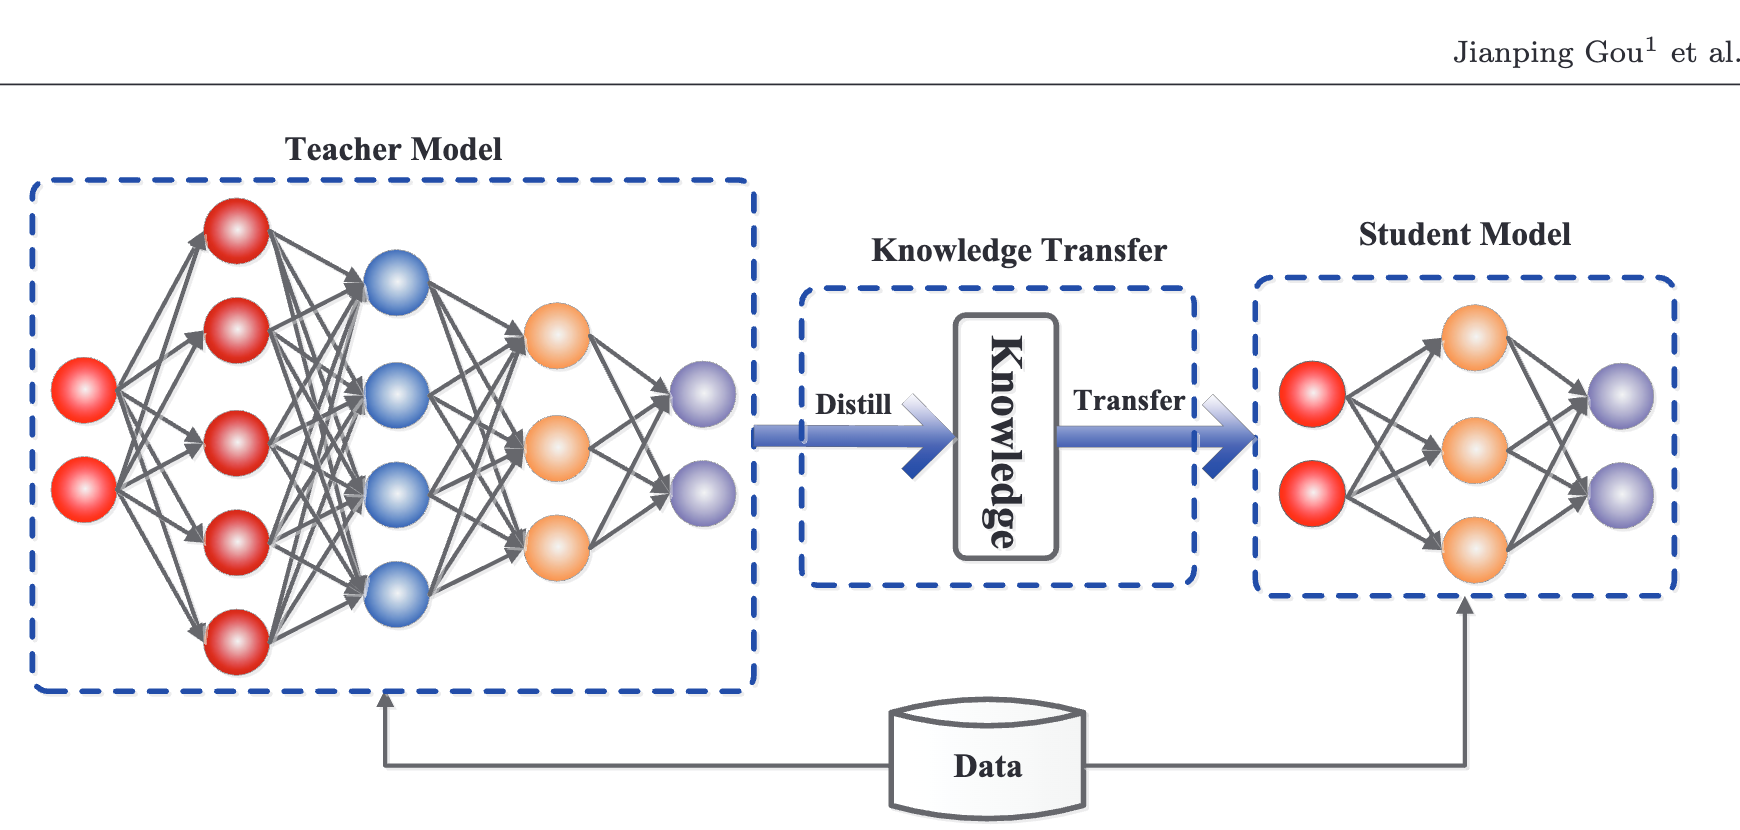 Jianping Gou¹ et al.
Teacher Model
Knowledge Transfer
Student Model
Distill
Knowledge
Transfer
Data